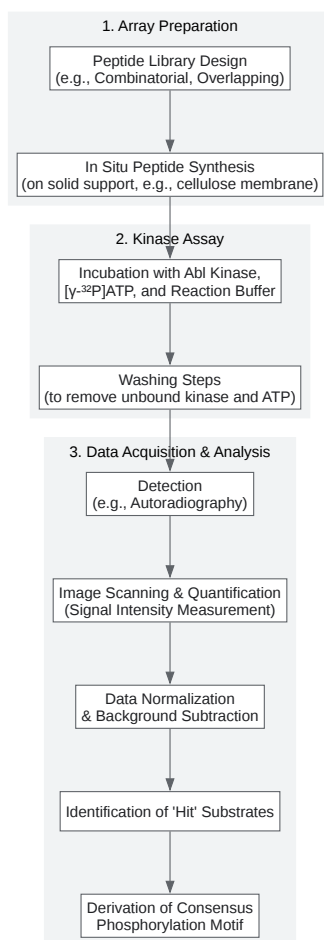 1. Array Preparation
Peptide Library Design
(e.g., Combinatorial, Overlapping)
In Situ Peptide Synthesis
(on solid support, e.g., cellulose membrane)
2. Kinase Assay
Incubation with Abl Kinase,
[γ-³²P]ATP, and Reaction Buffer
Washing Steps
(to remove unbound kinase and ATP)
3. Data Acquisition & Analysis
Detection
(e.g., Autoradiography)
Image Scanning & Quantification
(Signal Intensity Measurement)
Data Normalization
& Background Subtraction
Identification of 'Hit' Substrates
Derivation of Consensus
Phosphorylation Motif